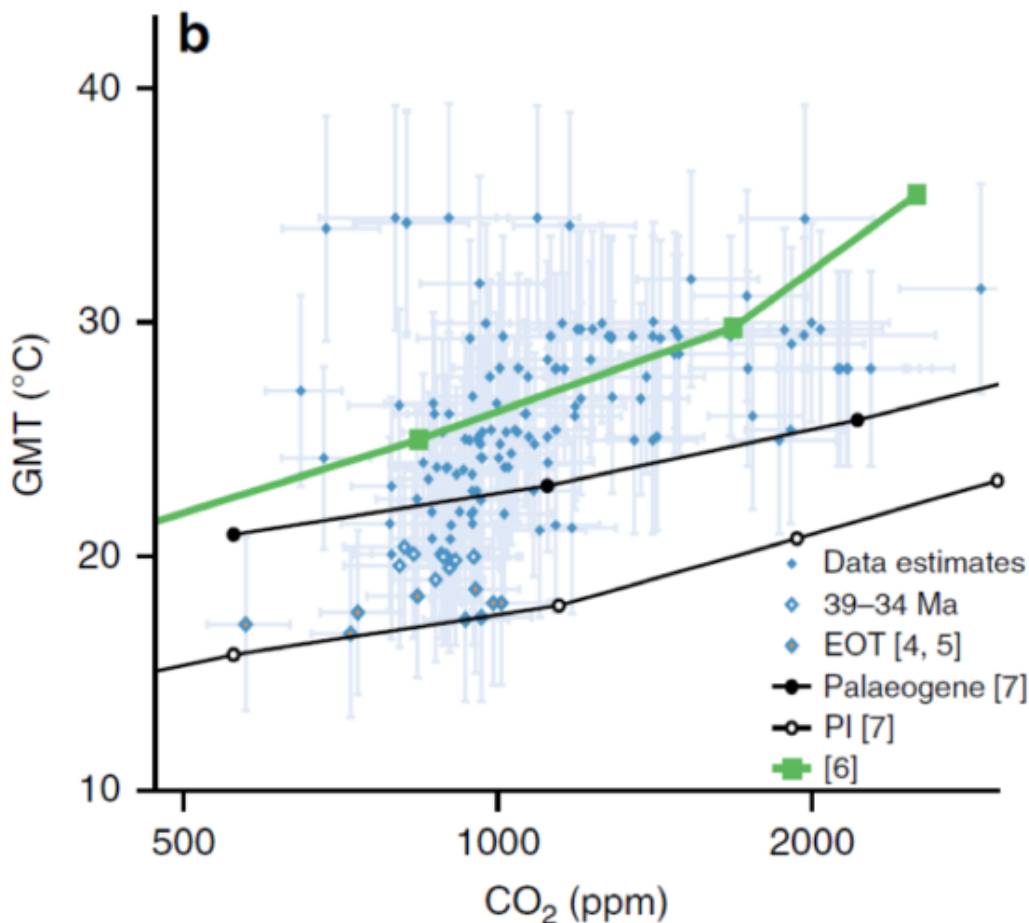 b
40
30
20
10
GMT (°C)
500
1000
2000
CO₂ (ppm)
Data estimates
39–34 Ma
EOT [4, 5]
Palaeogene [7]
PI [7]
[6]